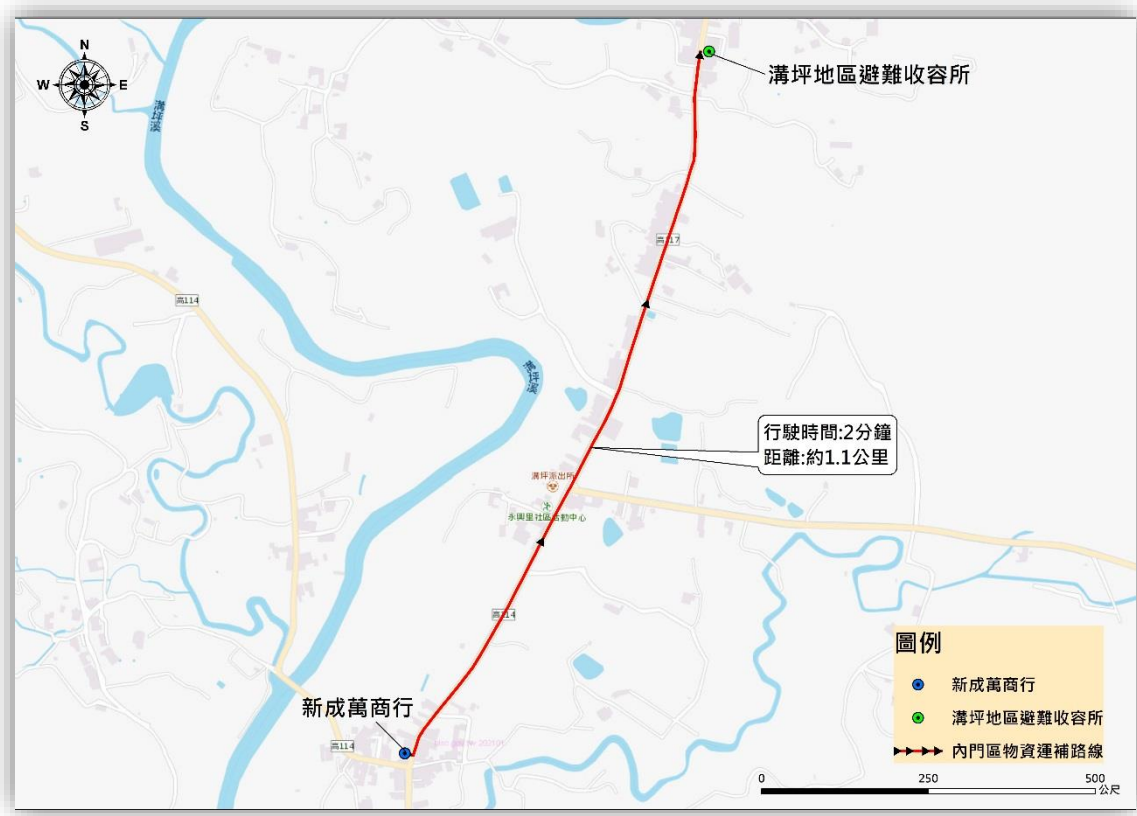 N
W
E
S
溝坪地區避難收容所
溝坪溪
高117
高114
溝坪溪
行駛時間:2分鐘
距離:約1.1公里
溝坪派出所
永興里社區活動中心
高114
新成萬商行
高114
圖例
新成萬商行
溝坪地區避難收容所
內門區物資運補路線
0
250
500
公尺